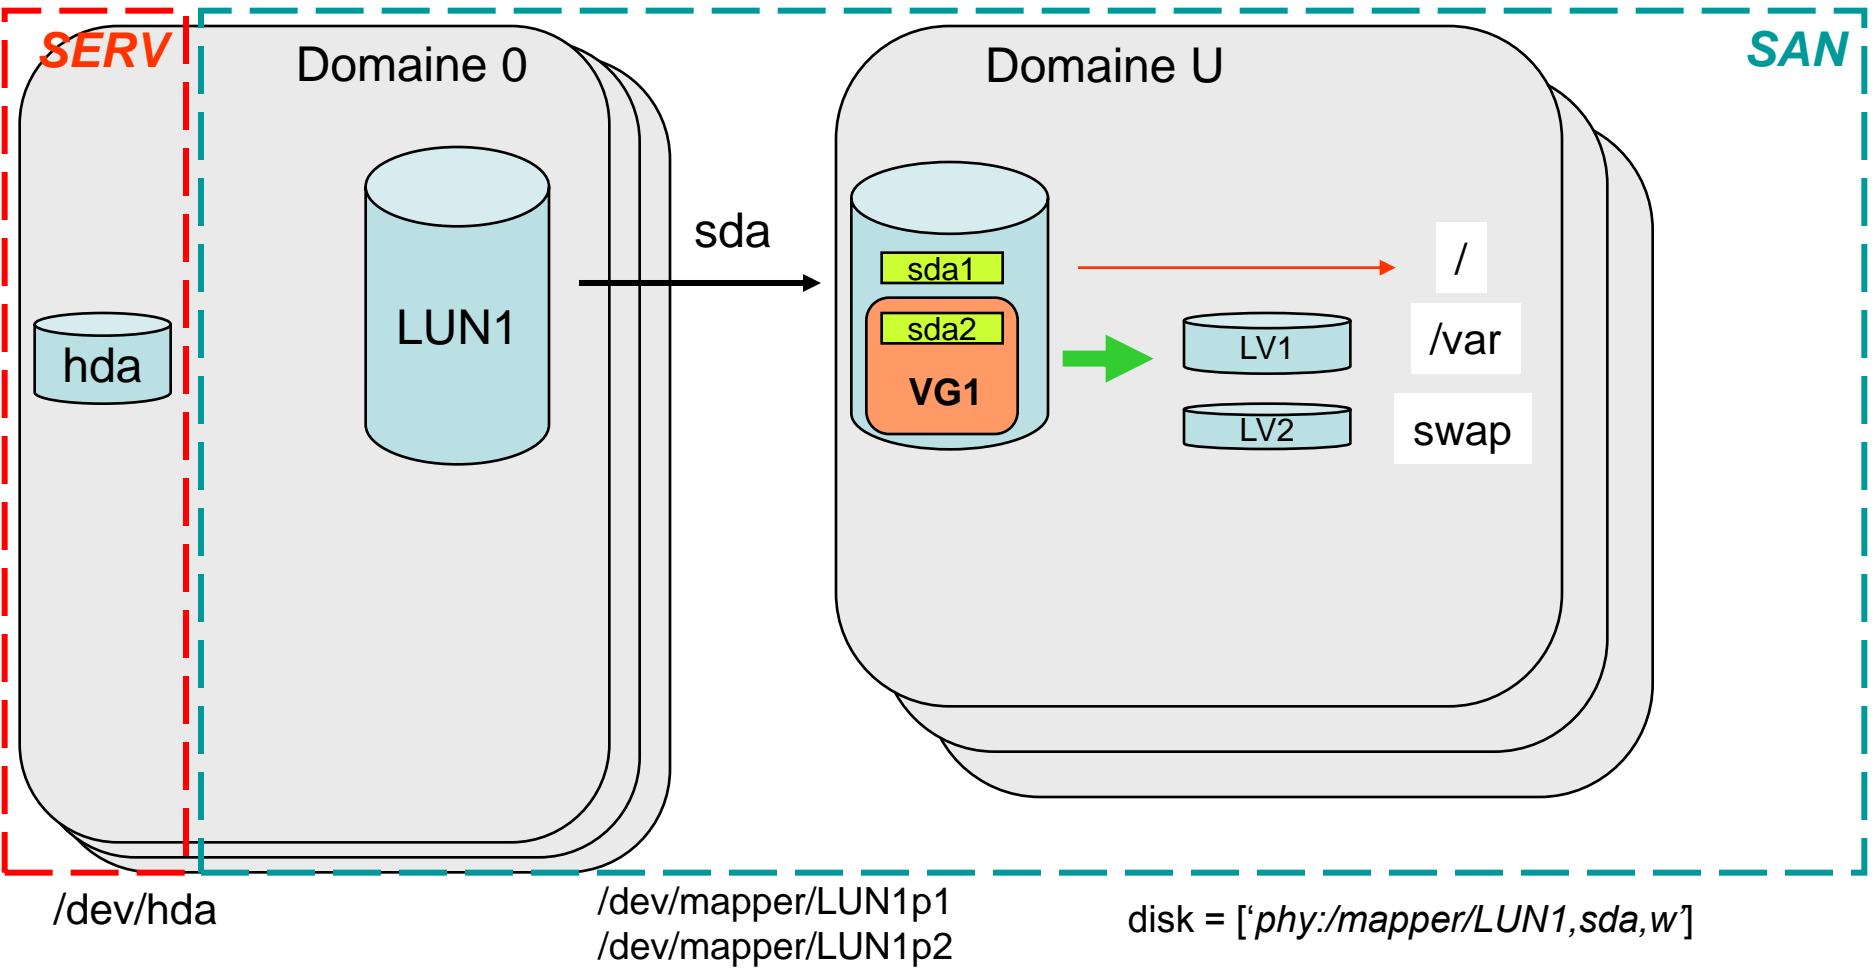 SERV
Domaine 0
Domaine U
SAN
sda
/
sda1
LUN1
sda2
LV1
/var
hda
VG1
LV2
swap
/dev/hda
/dev/mapper/LUN1p1
/dev/mapper/LUN1p2
disk = [‘phy:/mapper/LUN1,sda,w’]